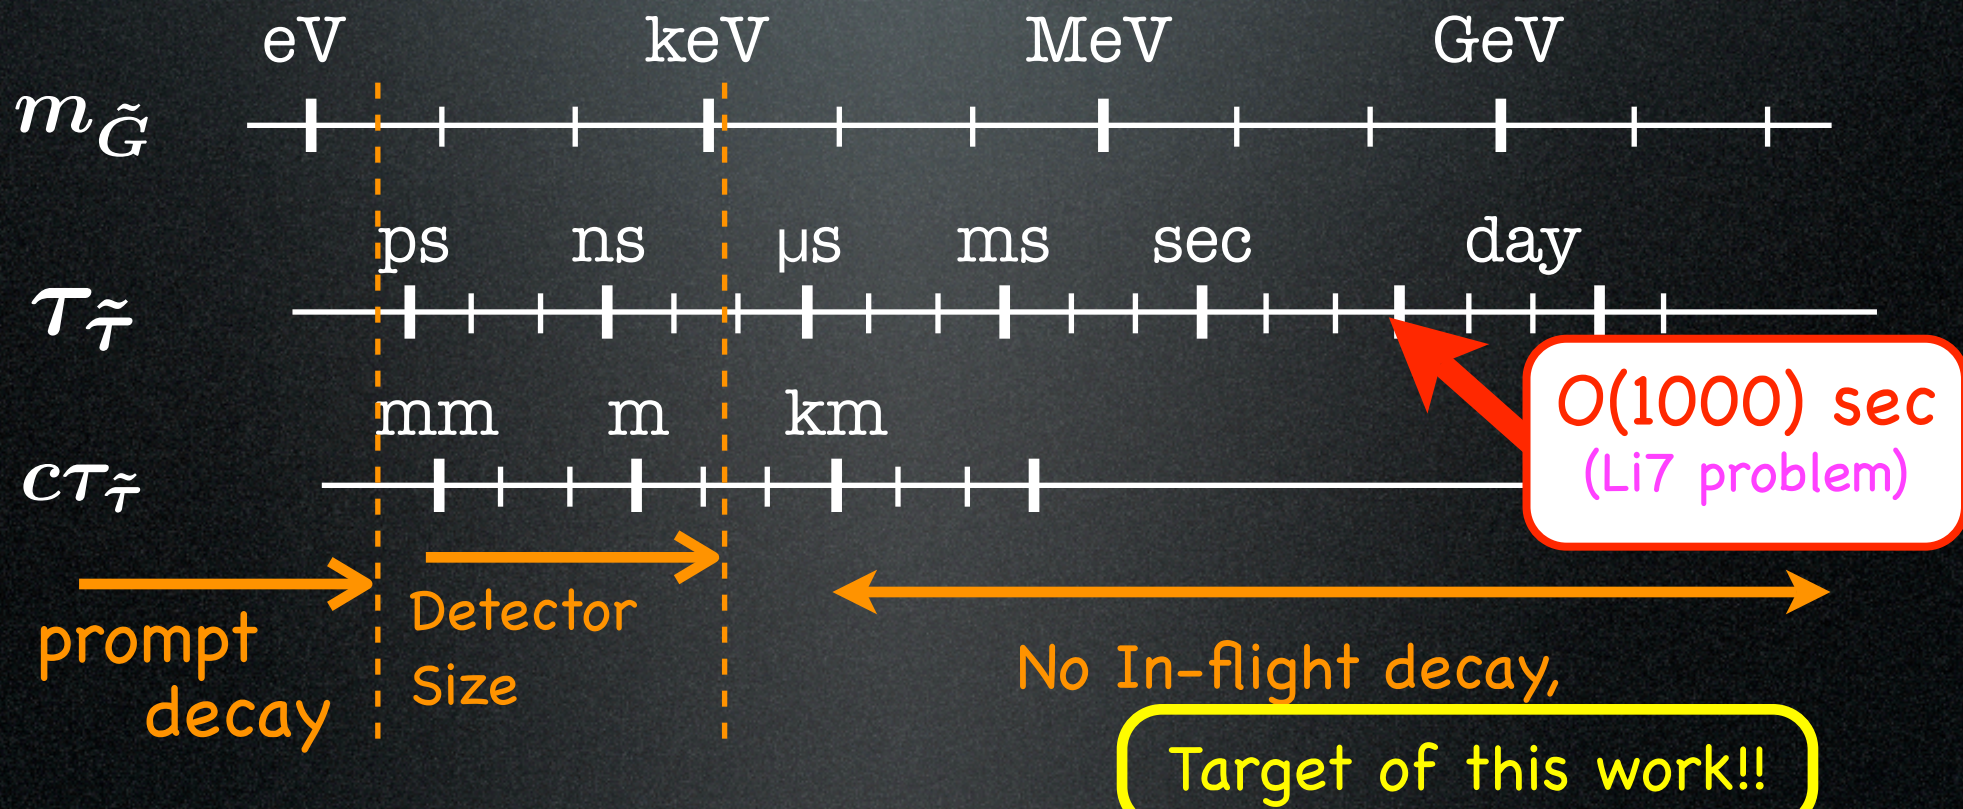 eV keV MeV GeV
m_G̃
ps ns µs ms sec day
τ_τ̃
mm m km
cτ_τ̃
O(1000) sec
(Li7 problem)
prompt
decay
Detector
Size
No In-flight decay,
Target of this work!!